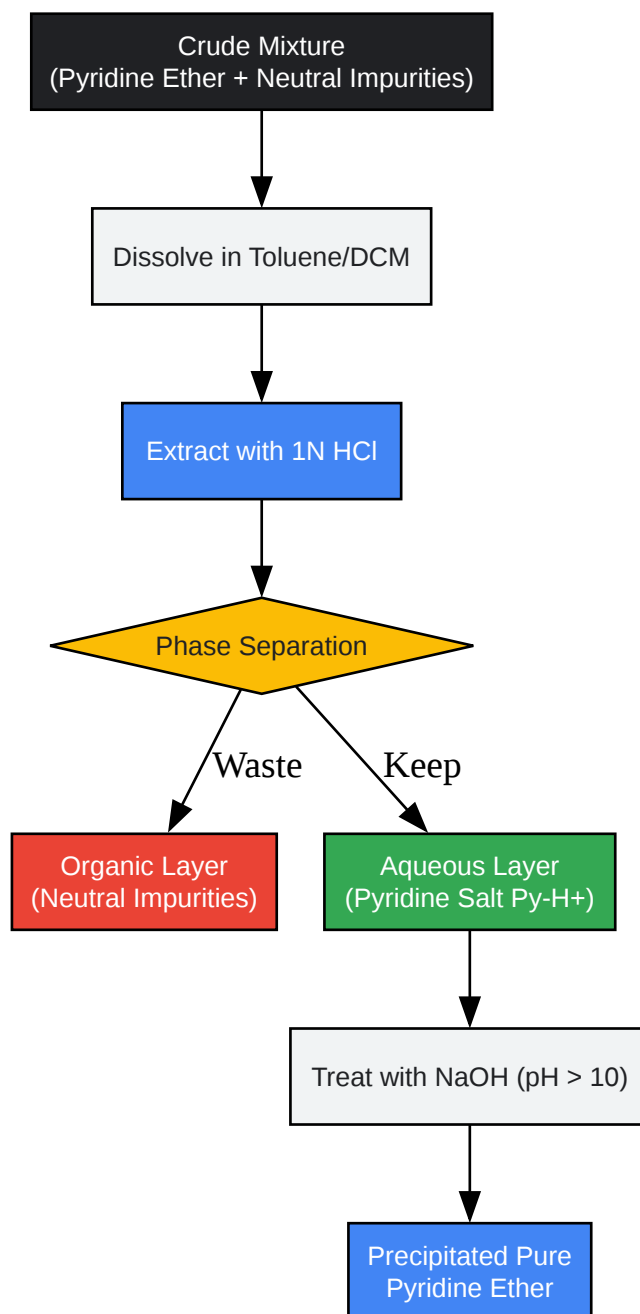 Crude Mixture
(Pyridine Ether + Neutral Impurities)
Dissolve in Toluene/DCM
Extract with 1N HCl
Phase Separation
Waste
Keep
Organic Layer
(Neutral Impurities)
Aqueous Layer
(Pyridine Salt Py-H+)
Treat with NaOH (pH > 10)
Precipitated Pure
Pyridine Ether